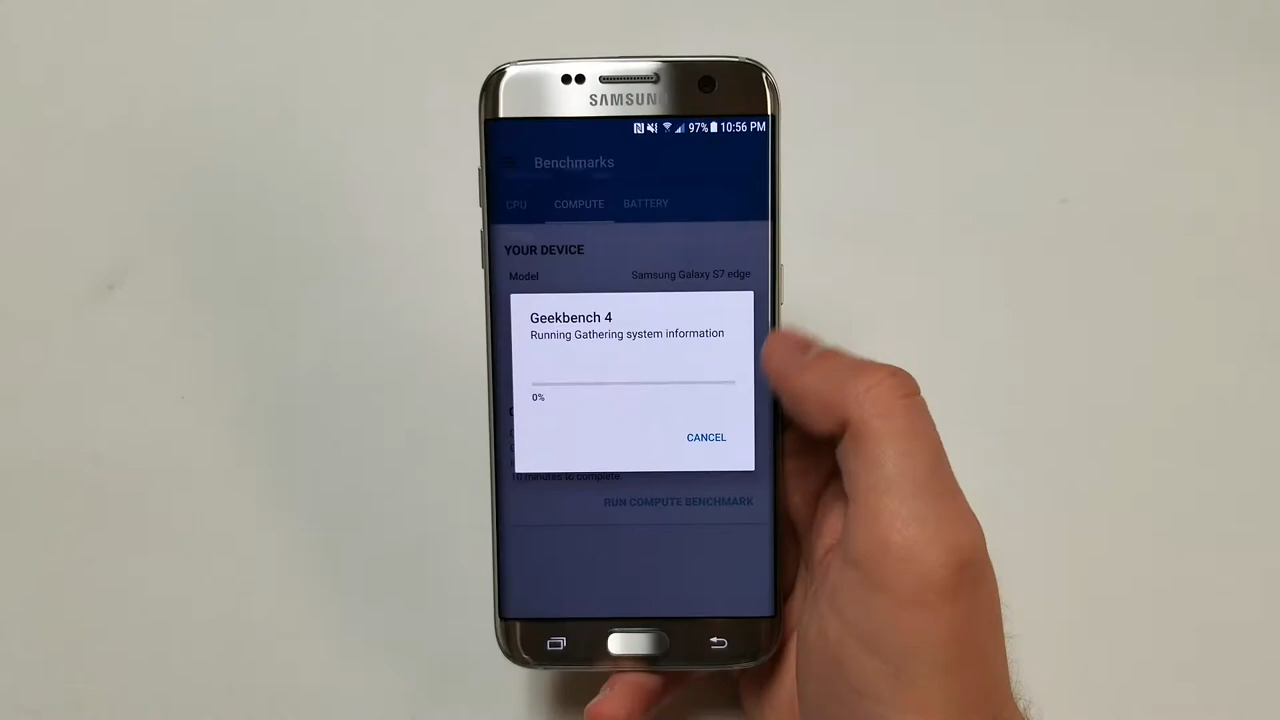 SAMSUNG
97% 10:56 PM
Benchmarks
CPU COMPUTE BATTERY
YOUR DEVICE
Model Samsung Galaxy S7 edge
Geekbench 4
Running Gathering system information
0%
CANCEL
10 minutes to complete.
RUN COMPUTE BENCHMARK